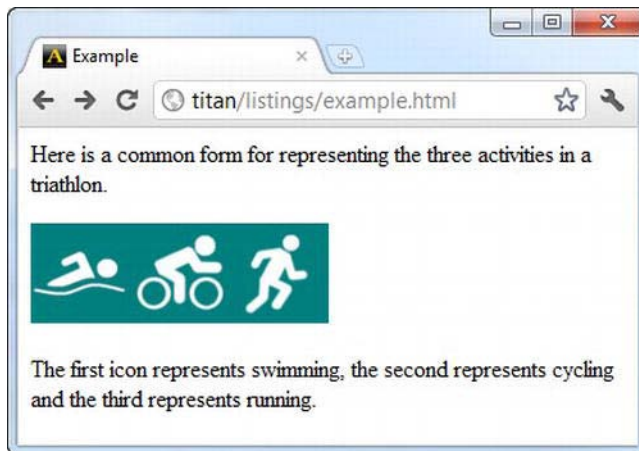 A Example
titan/listings/example.html
Here is a common form for representing the three activities in a
triathlon.
The first icon represents swimming, the second represents cycling
and the third represents running.